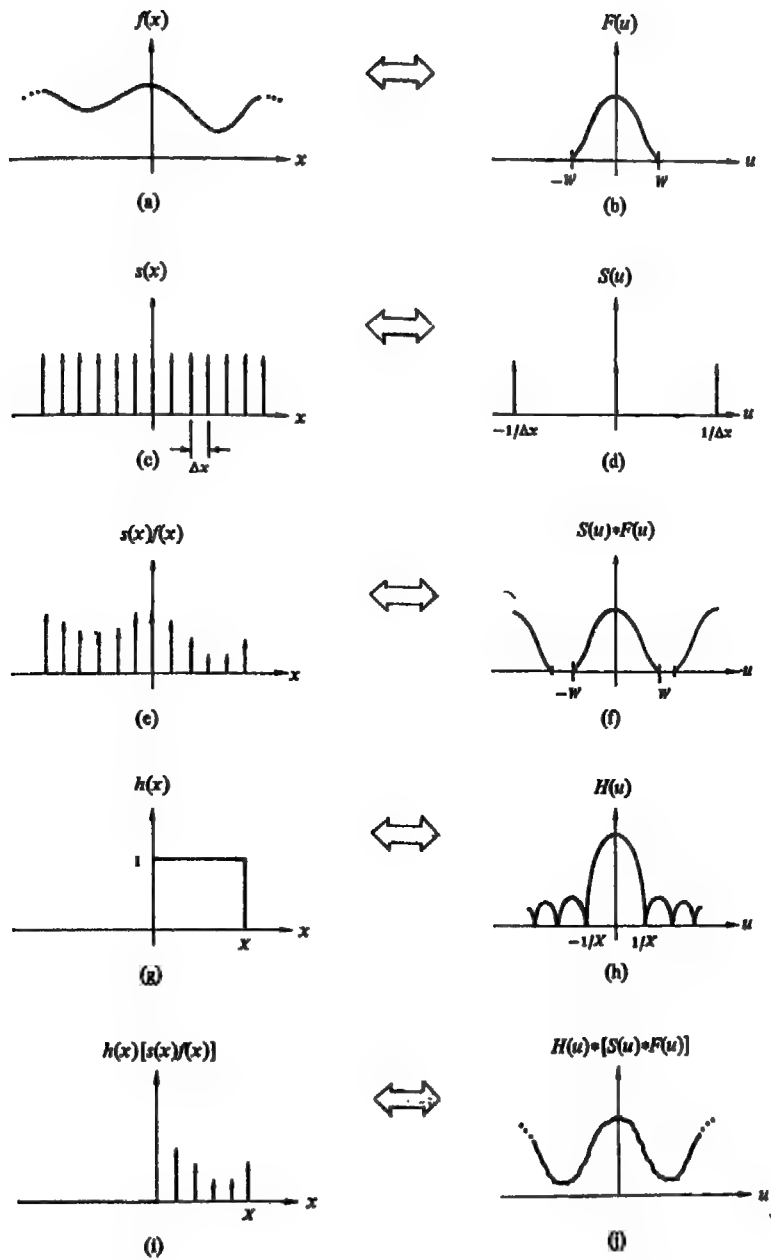 f(x) F(u)
x -W W u
(a) (b)
s(x) S(u)
x -1/Δx 1/Δx u
Δx
(c) (d)
s(x)f(x) S(u)*F(u)
x -W W u
(e) (f)
h(x) H(u)
1
X x -1/X 1/X u
(g) (h)
h(x)[s(x)f(x)] H(u)*[S(u)*F(u)]
X x u
(i) (j)